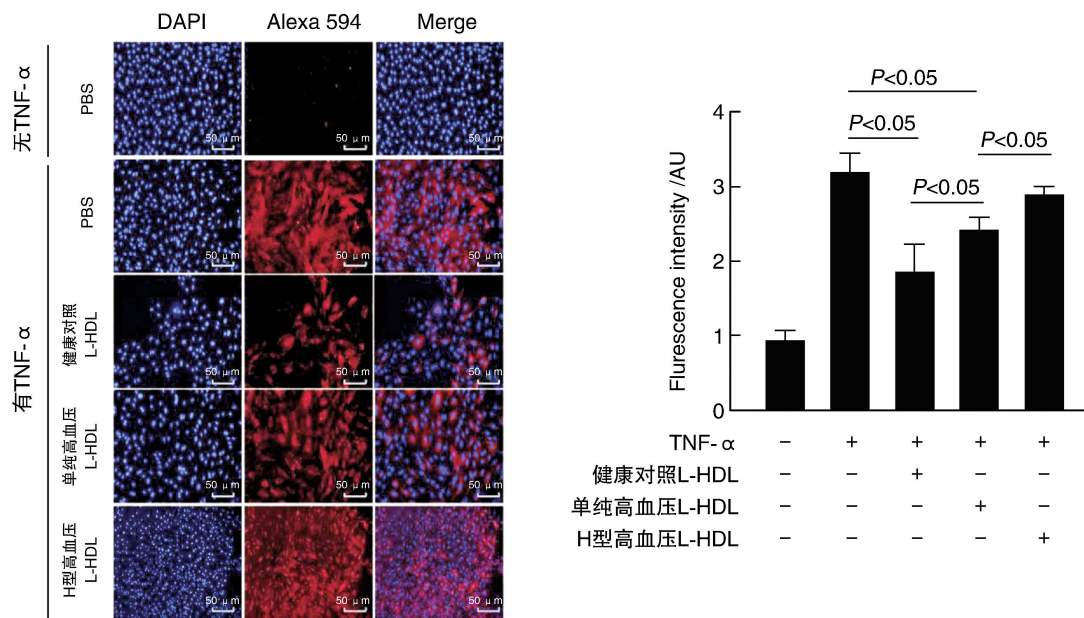 DAPI Alexa 594 Merge
无TNF-α
PBS
50 μm 50 μm 50 μm
有TNF-α
PBS
50 μm 50 μm 50 μm
健康对照
L-HDL
50 μm 50 μm 50 μm
单纯高血压
L-HDL
50 μm 50 μm 50 μm
H型高血压
L-HDL
50 μm 50 μm 50 μm
P<0.05
P<0.05 P<0.05
P<0.05
Flurescence intensity /AU
4
3
2
1
0
TNF-α − + + + +
健康对照L-HDL − − + − −
单纯高血压L-HDL − − − + −
H型高血压L-HDL − − − − +